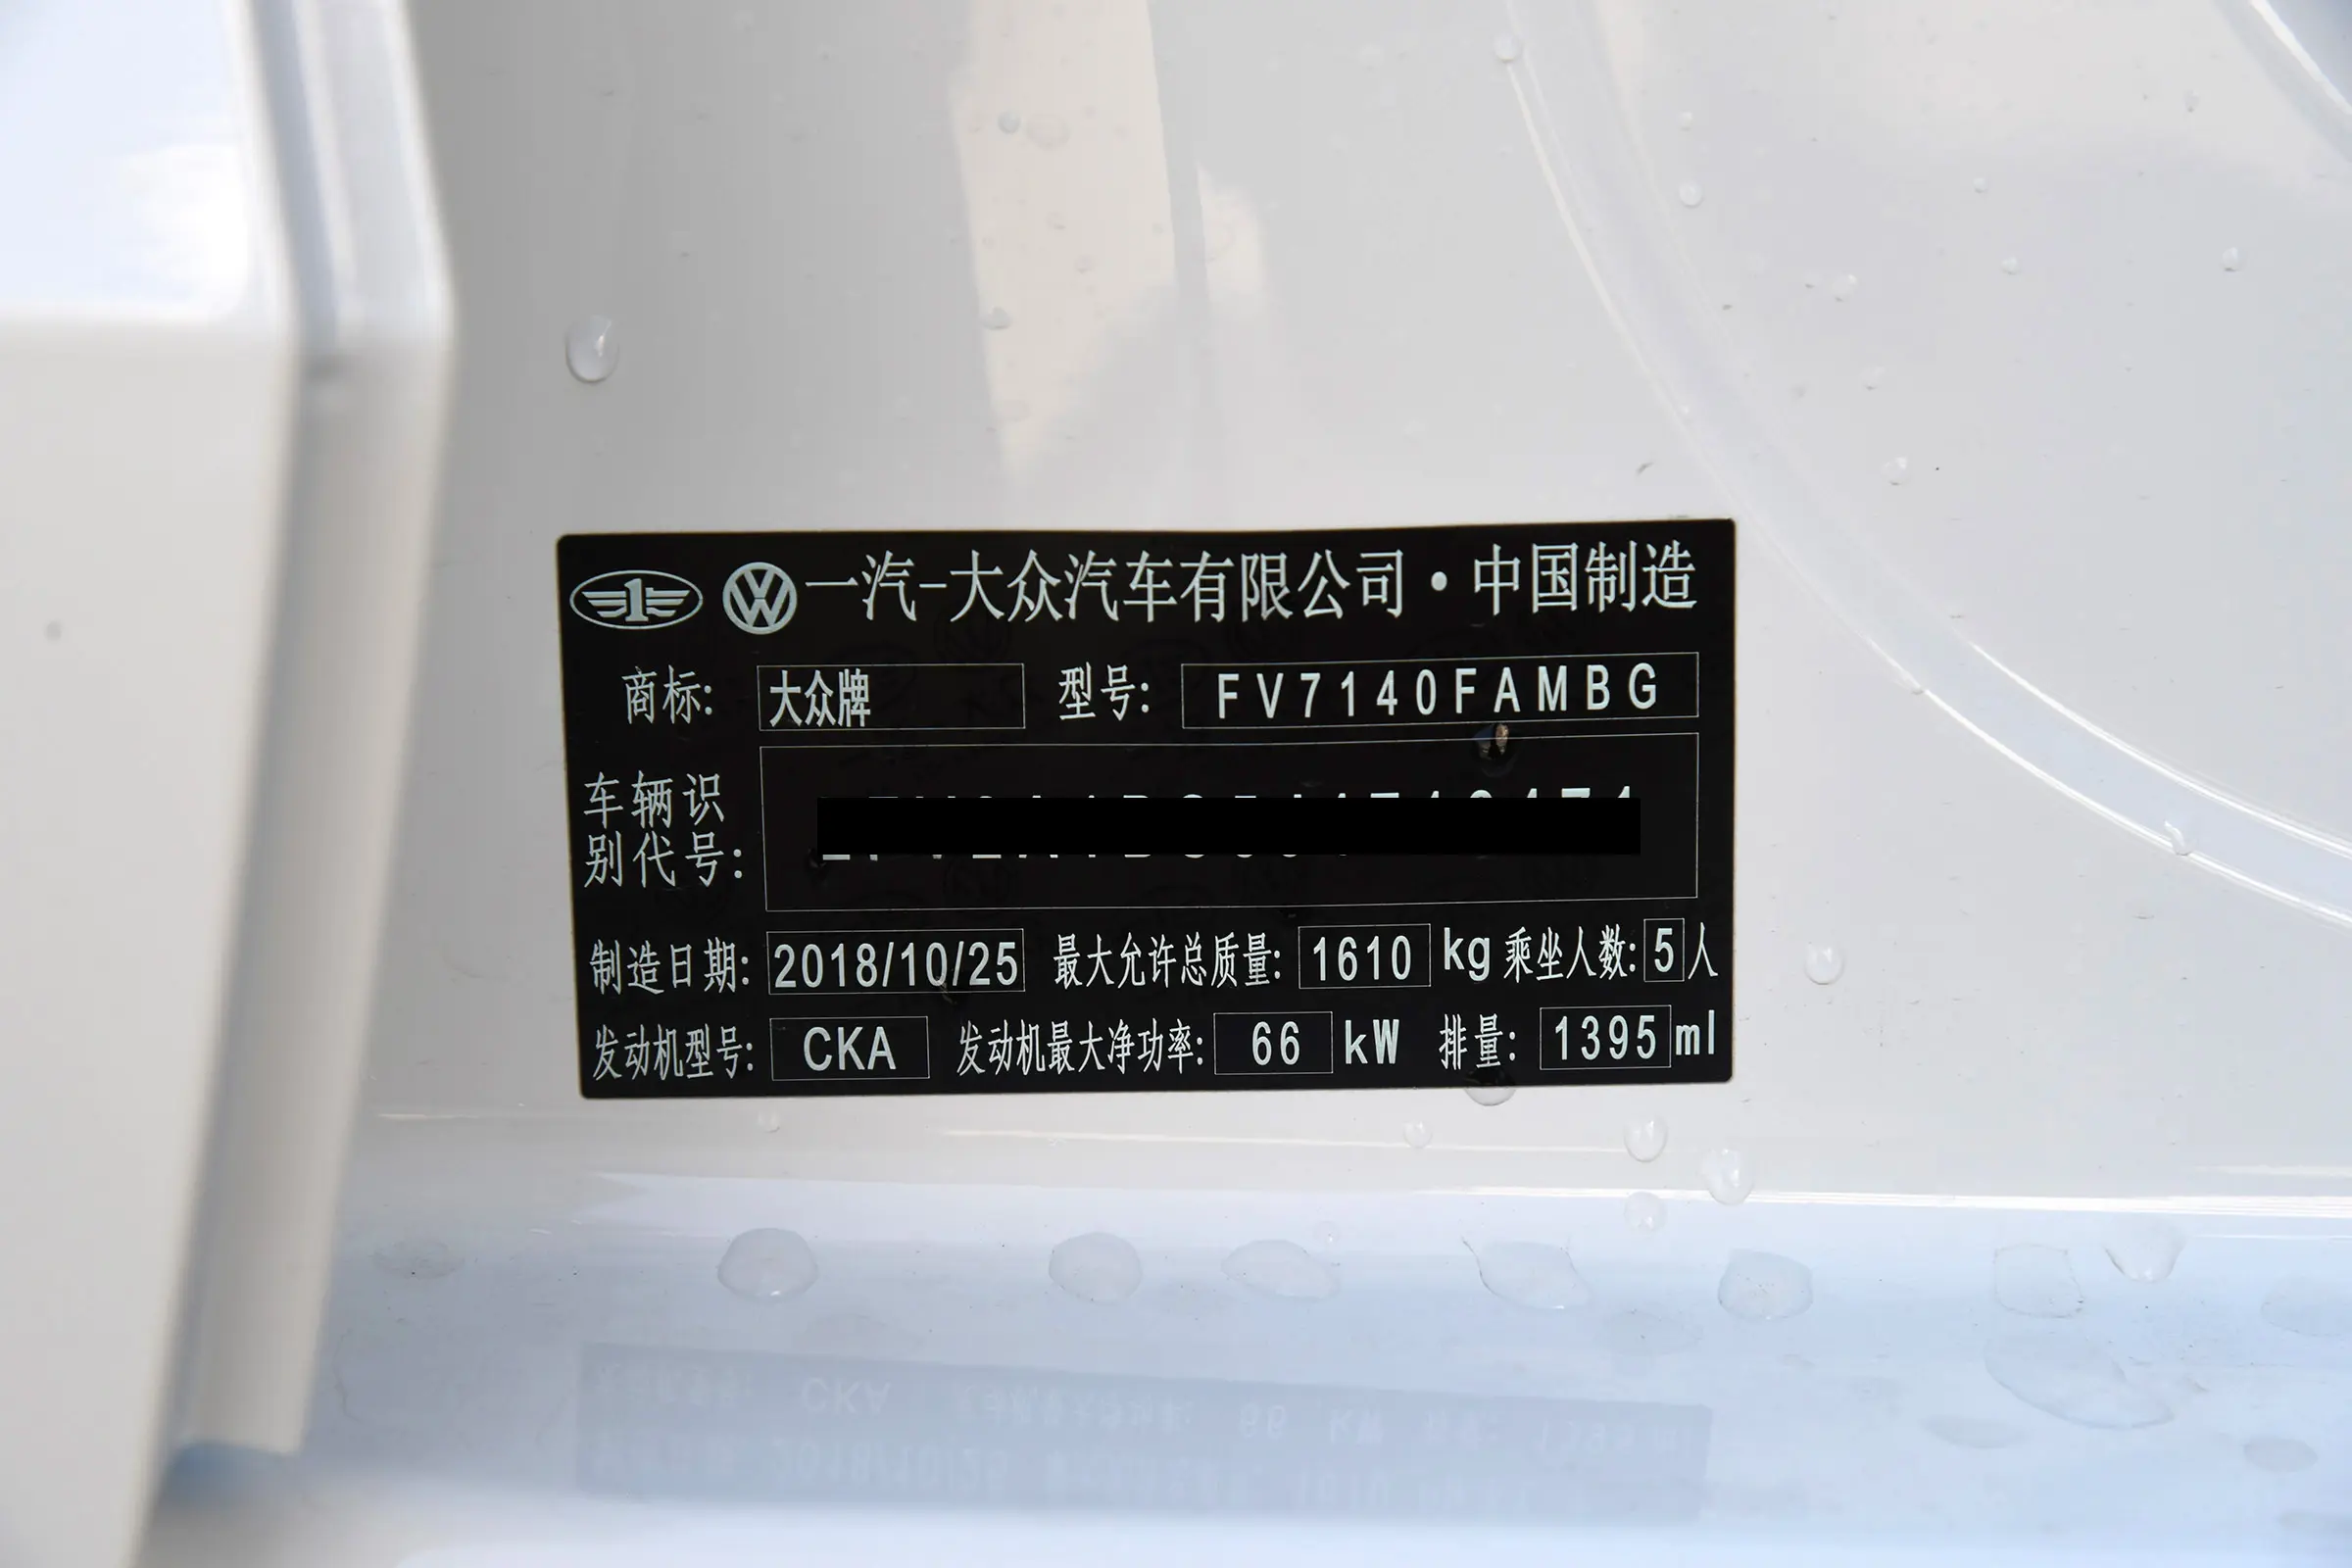 一汽-大众汽车有限公司·中国制造
商标: 大众牌 型号: FV7140FAMBG
车辆识
别代号:
制造日期: 2018/10/25 最大允许总质量: 1610 kg 乘坐人数: 5 人
发动机型号: CKA 发动机最大净功率: 66 kW 排量: 1395 ml